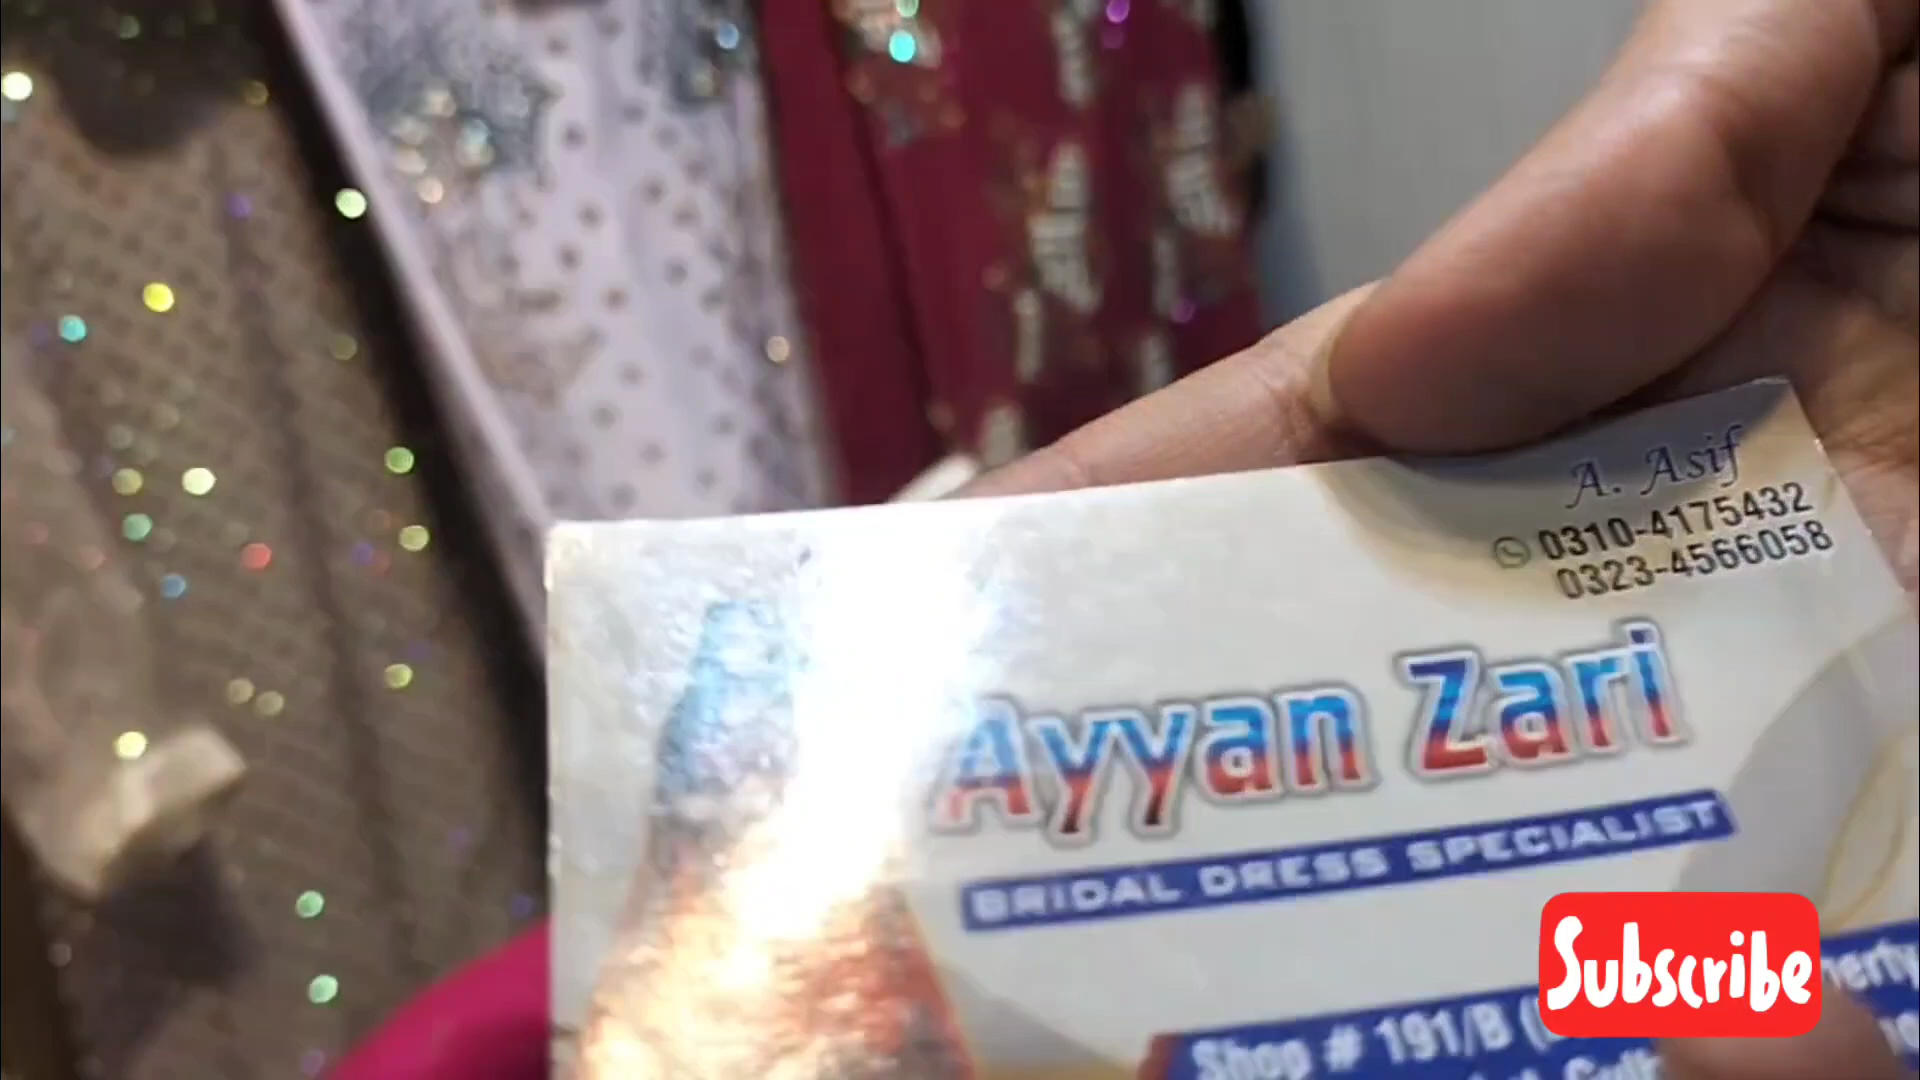 A. Asif
0310-4175432
0323-4566058
Ayyan Zari
BRIDAL DRESS SPECIALIST
Subscribe
Shop # 191/B